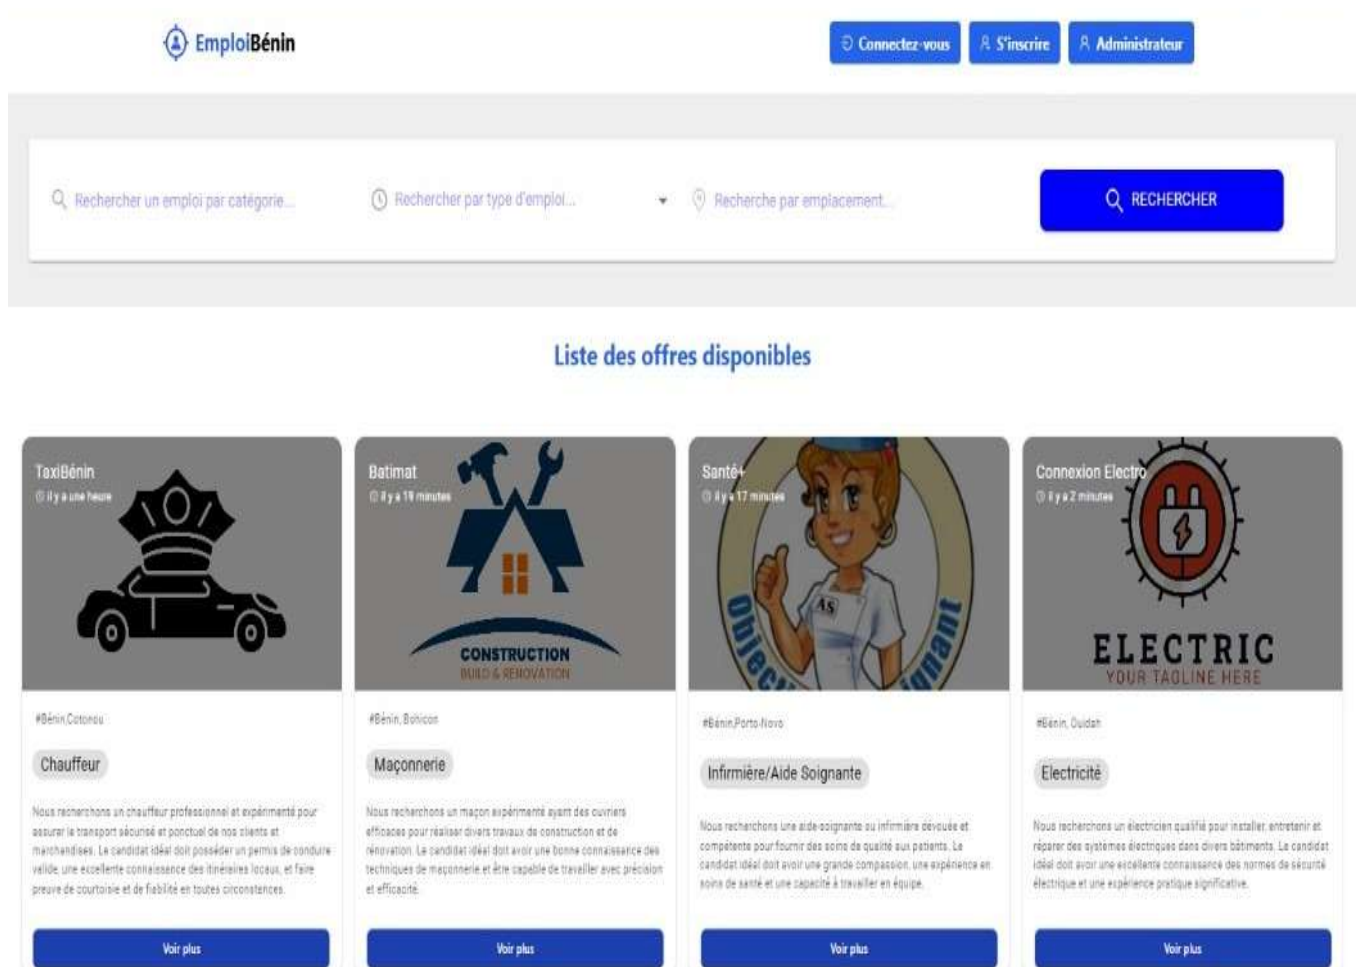 EmploiBénin
Connectez-vous
S'inscrire
Administrateur
Rechercher un emploi par catégorie...
Rechercher par type d'emploi...
Recherche par emplacement...
RECHERCHER
Liste des offres disponibles
TaxiBénin
il y a une heure
#Bénin,Cotonou
Chauffeur
Nous recherchons un chauffeur professionnel et expérimenté pour
assurer le transport sécurisé et ponctuel de nos clients et
marchendises. Le candidat idéal doit posséder un permis de conduire
valide, une excellente connaissance des itinéraires locaux, et faire
preuve de courtoisie et de fiabilité en toutes circonstances.
Voir plus
Batimat
il y a 19 minutes
CONSTRUCTION
BUILD & RENOVATION
#Bénin, Bohicon
Maçonnerie
Nous recherchons un maçon expérimenté ayant des ouvriers
efficaces pour réaliser divers travaux de construction et de
rénovation. Le candidat idéal doit avoir une bonne connaissance des
techniques de maçonnerie et être capable de travailler avec précision
et efficacité.
Voir plus
Santé+
il y a 17 minutes
AS
#Bénin,Porto-Novo
Infirmière/Aide Soignante
Nous recherchons une aide-soignante ou infirmière dévouée et
compétente pour fournir des soins de qualité aux patients. Le
candidat idéal doit avoir une grande compassion, une expérience en
soins de santé et une capacité à travailler en équipe.
Voir plus
Connexion Electro
il y a 2 minutes
ELECTRIC
YOUR TAGLINE HERE
#Bénin, Ouidah
Electricité
Nous recherchons un électricien qualifié pour installer, entretenir et
réparer des systèmes électriques dans divers bâtiments. Le candidat
idéal doit avoir une excellente connaissance des normes de sécurité
électrique et une expérience pratique significative.
Voir plus